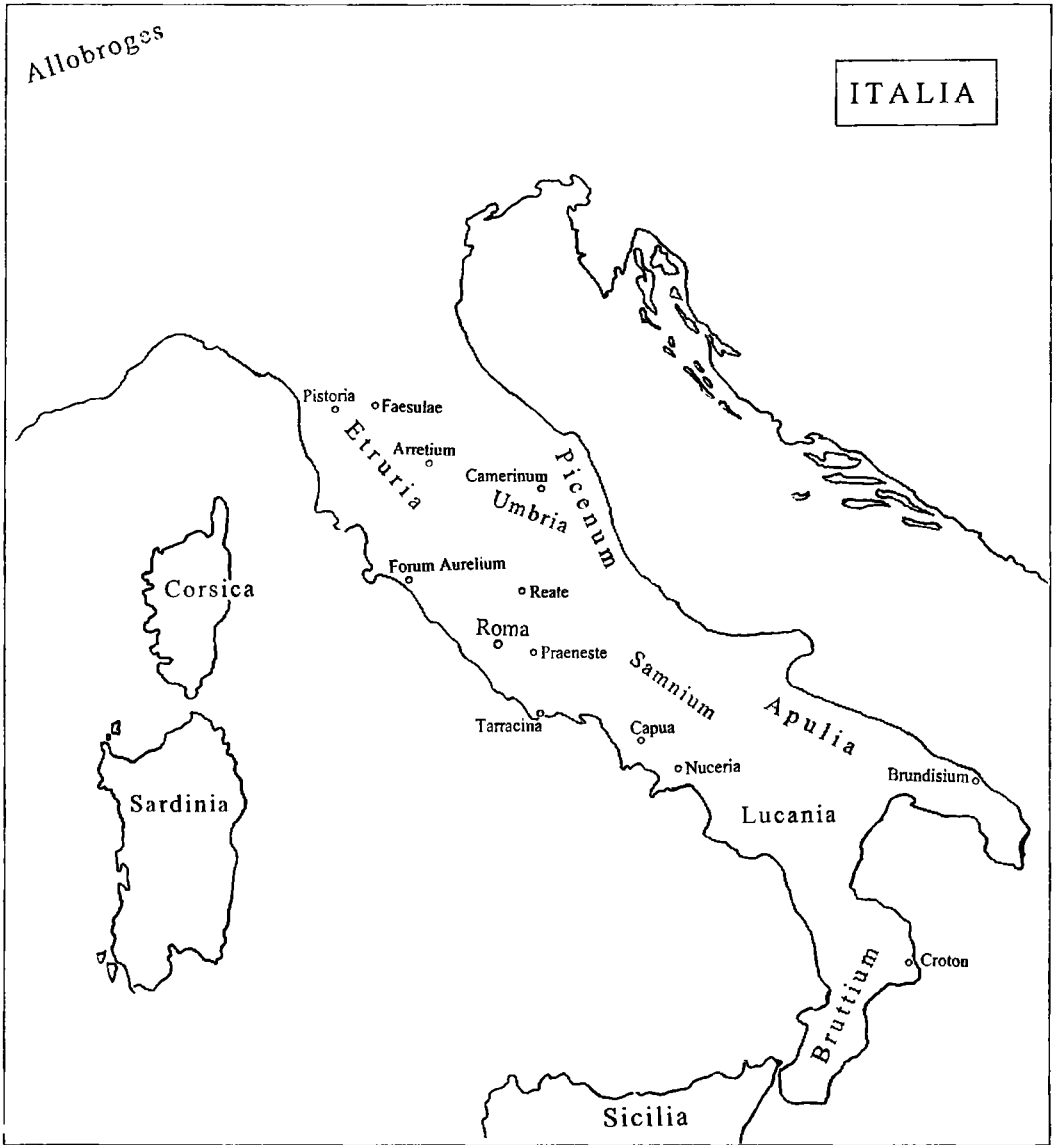 Allobroges
ITALIA
Pistoria
Faesulae
Etruria
Arretium
Camerinum
Umbria
Picenum
Forum Aurelium
Corsica
Reate
Roma
Praeneste
Samnium
Tarracina
Capua
Apulia
Nuceria
Brundisium
Sardinia
Lucania
Croton
Bruttium
Sicilia